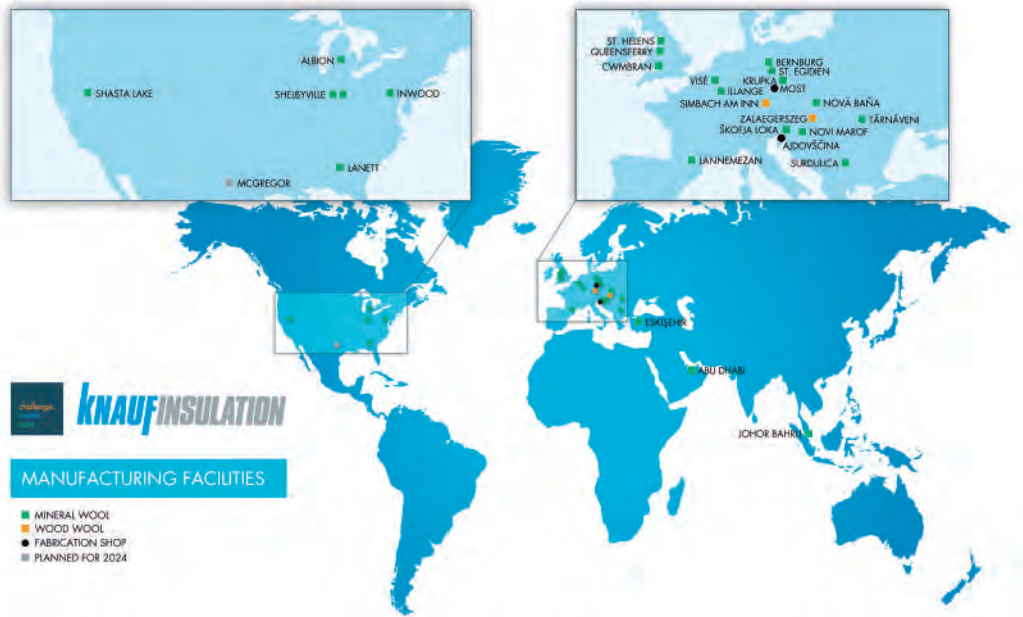 ALBION
SHASTA LAKE
SHELBYVILLE
INWOOD
LANETT
MCGREGOR
ST. HELENS
QUEENSFERRY
CWMBRAN
BERNBURG
ST. EGIDIEN
VISÉ
KRUPKA
MOST
ILLANGE
SIMBACH AM INN
NOVÁ BAŇA
ZALAEGERSZEG
TÂRNĂVENI
ŠKOFJA LOKA
NOVI MAROF
AJDOVŠČINA
LANNEMEZAN
SURDULICA
ESKIŞEHIR
ABU DHABI
JOHOR BAHRU
challenge.
KNAUFINSULATION
MANUFACTURING FACILITIES
MINERAL WOOL
WOOD WOOL
FABRICATION SHOP
PLANNED FOR 2024